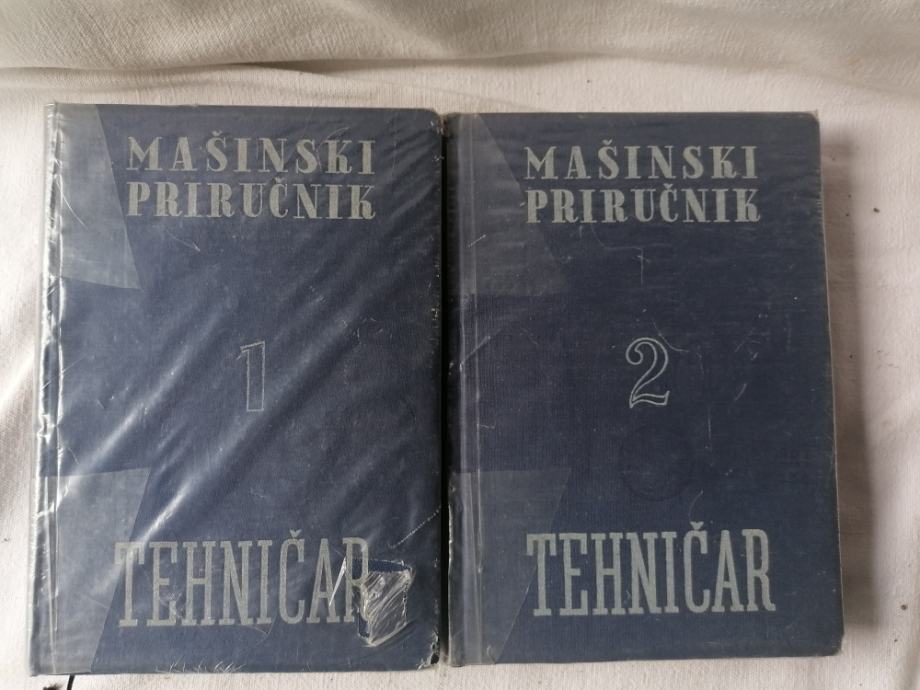 MAŠINSKI
PRIRUČNIK
1
TEHNIČAR
MAŠINSKI
PRIRUČNIK
2
TEHNIČAR